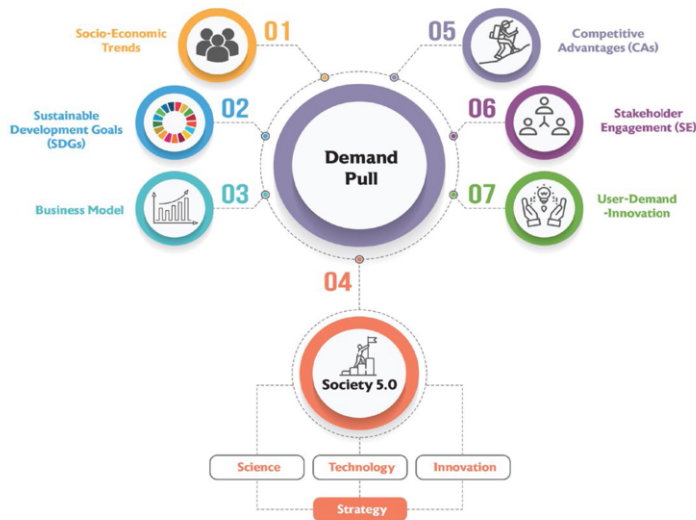 Socio-Economic
Trends
01
Sustainable
Development Goals
(SDGs)
02
Business Model
03
Demand
Pull
04
05
Competitive
Advantages (CAs)
06
Stakeholder
Engagement (SE)
07
User-Demand
-Innovation
Society 5.0
Science
Technology
Innovation
Strategy